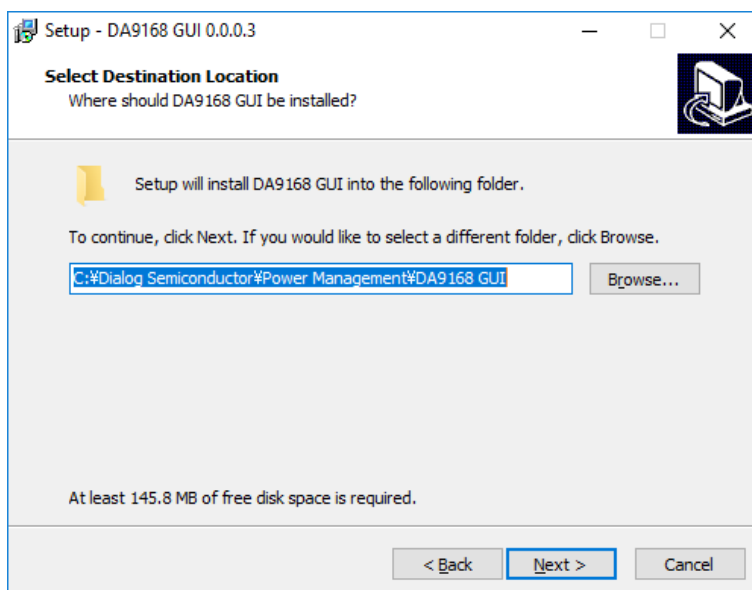 Setup - DA9168 GUI 0.0.0.3
Select Destination Location
Where should DA9168 GUI be installed?
Setup will install DA9168 GUI into the following folder.
To continue, click Next. If you would like to select a different folder, click Browse.
C:¥Dialog Semiconductor¥Power Management¥DA9168 GUI
Browse...
At least 145.8 MB of free disk space is required.
< Back
Next >
Cancel